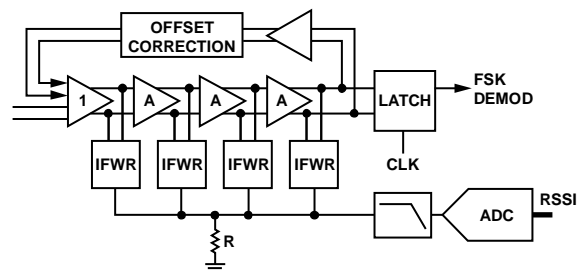 OFFSET
CORRECTION
1
A
A
A
LATCH
FSK
DEMOD
IFWR
IFWR
IFWR
IFWR
CLK
R
ADC
RSSI